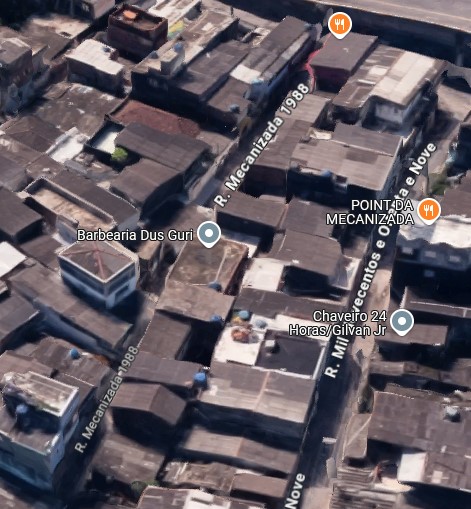 R. Mecanizada 1988
POINT DA
MECANIZADA
Barbearia Dus Guri
R. Mil Novecentos e Oitenta e Nove
Chaveiro 24
Horas/Gilvan Jr
R. Mecanizada 1988
Nove